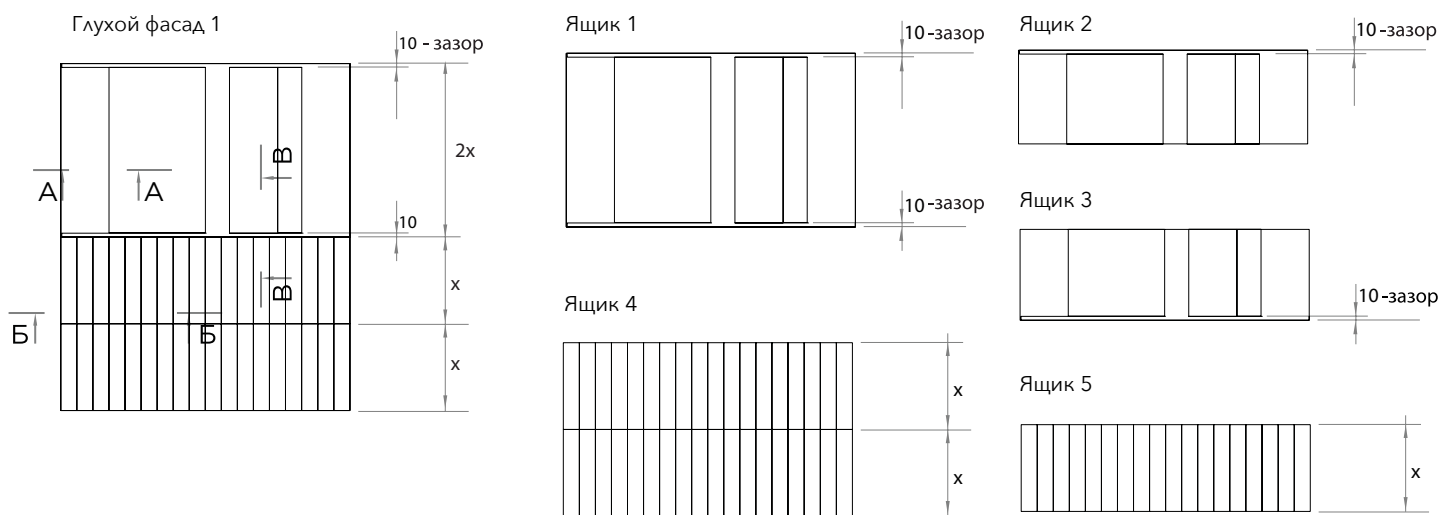 Глухой фасад 1
10 - зазор
2x
А
А
В
10
x
В
Б
Б
x
Ящик 1
10-зазор
10-зазор
Ящик 4
x
x
Ящик 2
10-зазор
Ящик 3
10-зазор
Ящик 5
x